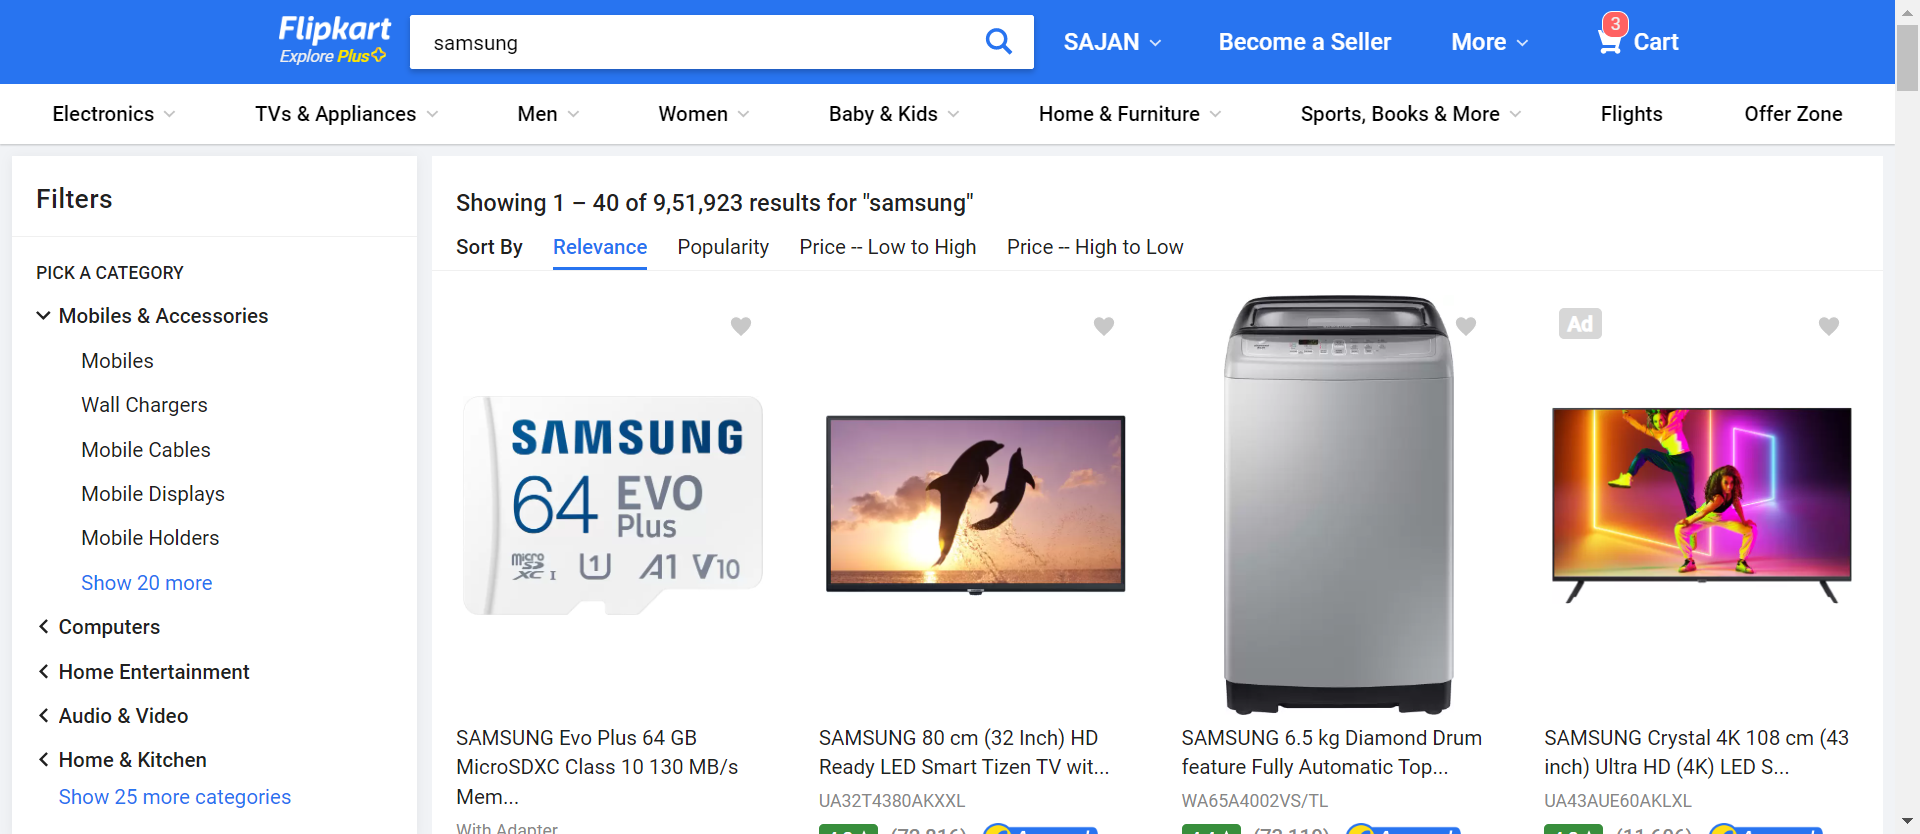 Flipkart
Explore Plus
samsung
SAJAN
Become a Seller
More
3
Cart
Electronics
TVs & Appliances
Men
Women
Baby & Kids
Home & Furniture
Sports, Books & More
Flights
Offer Zone
Filters
PICK A CATEGORY
Mobiles & Accessories
Mobiles
Wall Chargers
Mobile Cables
Mobile Displays
Mobile Holders
Show 20 more
Computers
Home Entertainment
Audio & Video
Home & Kitchen
Show 25 more categories
Showing 1 – 40 of 9,51,923 results for "samsung"
Sort By
Relevance
Popularity
Price -- Low to High
Price -- High to Low
SAMSUNG
64 EVO
Plus
micro
SD
XC I
U1 A1 V10
SAMSUNG Evo Plus 64 GB
MicroSDXC Class 10 130 MB/s
Mem...
With Adapter
SAMSUNG 80 cm (32 Inch) HD
Ready LED Smart Tizen TV wit...
UA32T4380AKXXL
SAMSUNG 6.5 kg Diamond Drum
feature Fully Automatic Top...
WA65A4002VS/TL
Ad
SAMSUNG Crystal 4K 108 cm (43
inch) Ultra HD (4K) LED S...
UA43AUE60AKLXL